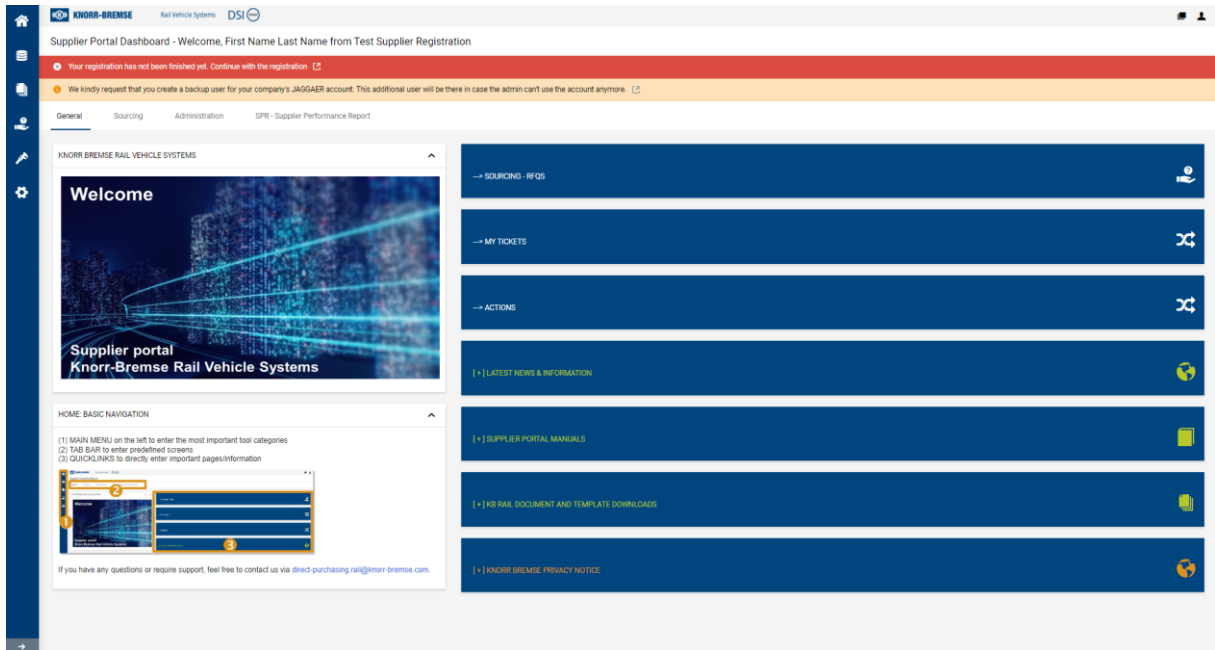 KNORR-BREMSE Rail Vehicle Systems DSI
Supplier Portal Dashboard - Welcome, First Name Last Name from Test Supplier Registration
Your registration has not been finished yet. Continue with the registration
We kindly request that you create a backup user for your company's JAGGAER account. This additional user will be there in case the admin can't use the account anymore.
General Sourcing Administration SPR - Supplier Performance Report
KNORR BREMSE RAIL VEHICLE SYSTEMS
Welcome
Supplier portal
Knorr-Bremse Rail Vehicle Systems
HOME: BASIC NAVIGATION
(1) MAIN MENU on the left to enter the most important tool categories
(2) TAB BAR to enter predefined screens
(3) QUICKLINKS to directly enter important pages/information
1
2
3
If you have any questions or require support, feel free to contact us via direct-purchasing.rail@knorr-bremse.com.
---> SOURCING - RFQS
---> MY TICKETS
---> ACTIONS
[ + ] LATEST NEWS & INFORMATION
[ + ] SUPPLIER PORTAL MANUALS
[ + ] KB RAIL DOCUMENT AND TEMPLATE DOWNLOADS
[ + ] KNORR BREMSE PRIVACY NOTICE